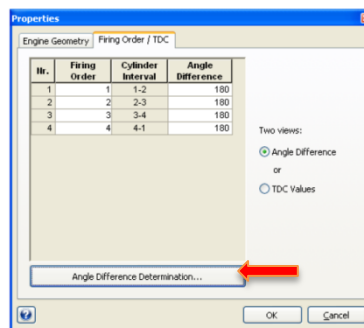 Properties
Engine Geometry Firing Order / TDC
Nr. Firing Order Cylinder Interval Angle Difference
1 1 1-2 180
2 2 2-3 180
3 3 3-4 180
4 4 4-1 180
Two views:
Angle Difference
or
TDC Values
Angle Difference Determination...
OK Cancel